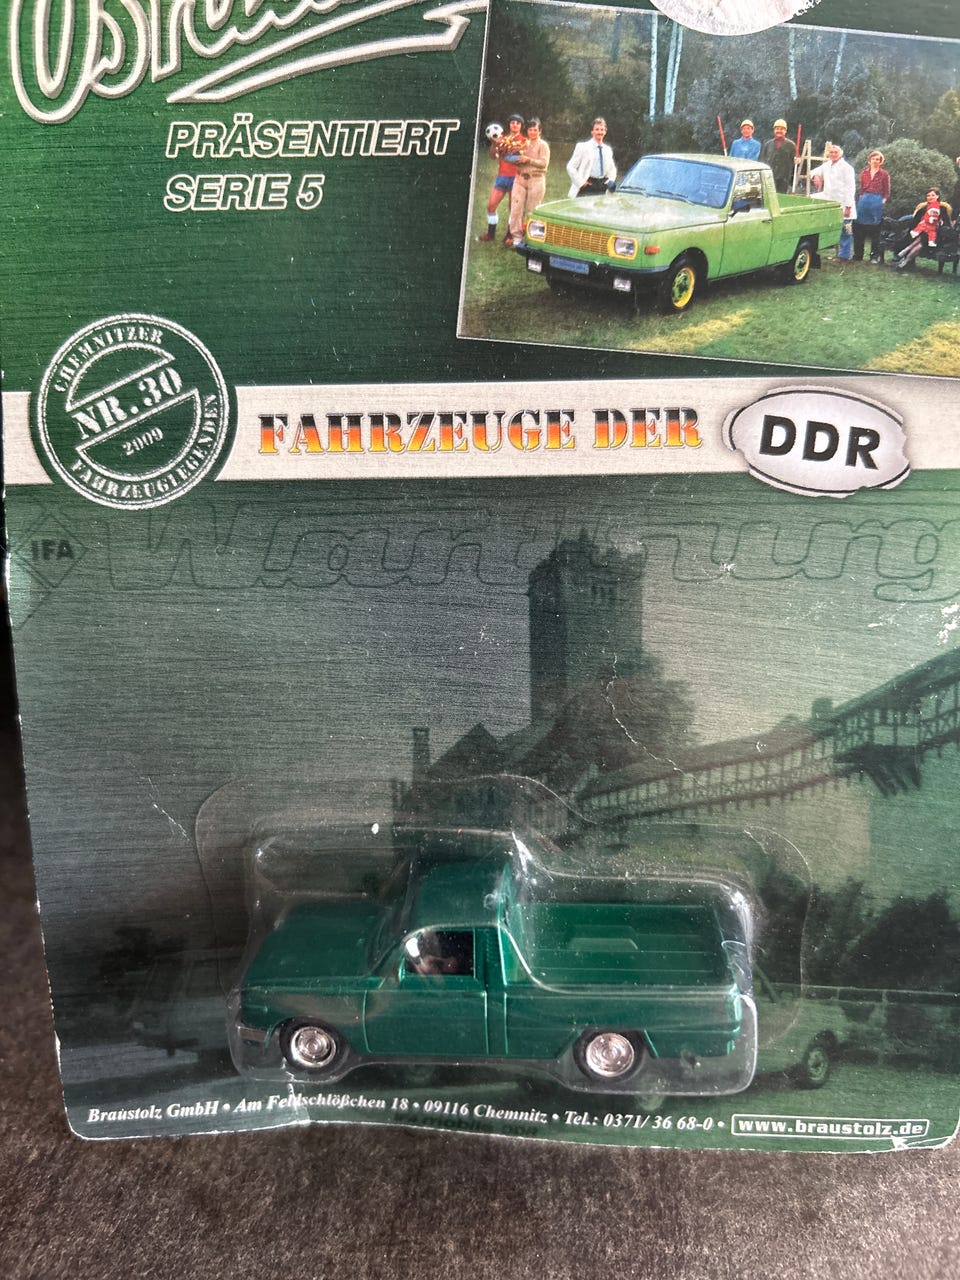 PRÄSENTIERT
SERIE 5
CHEMNITZER
NR. 30
2009
FAHRZEUGLEGENDEN
FAHRZEUGE DER
DDR
IFA
Wartburg
Braustolz GmbH • Am Feldschlößchen 18 • 09116 Chemnitz • Tel.: 0371/ 36 68-0 • www.braustolz.de